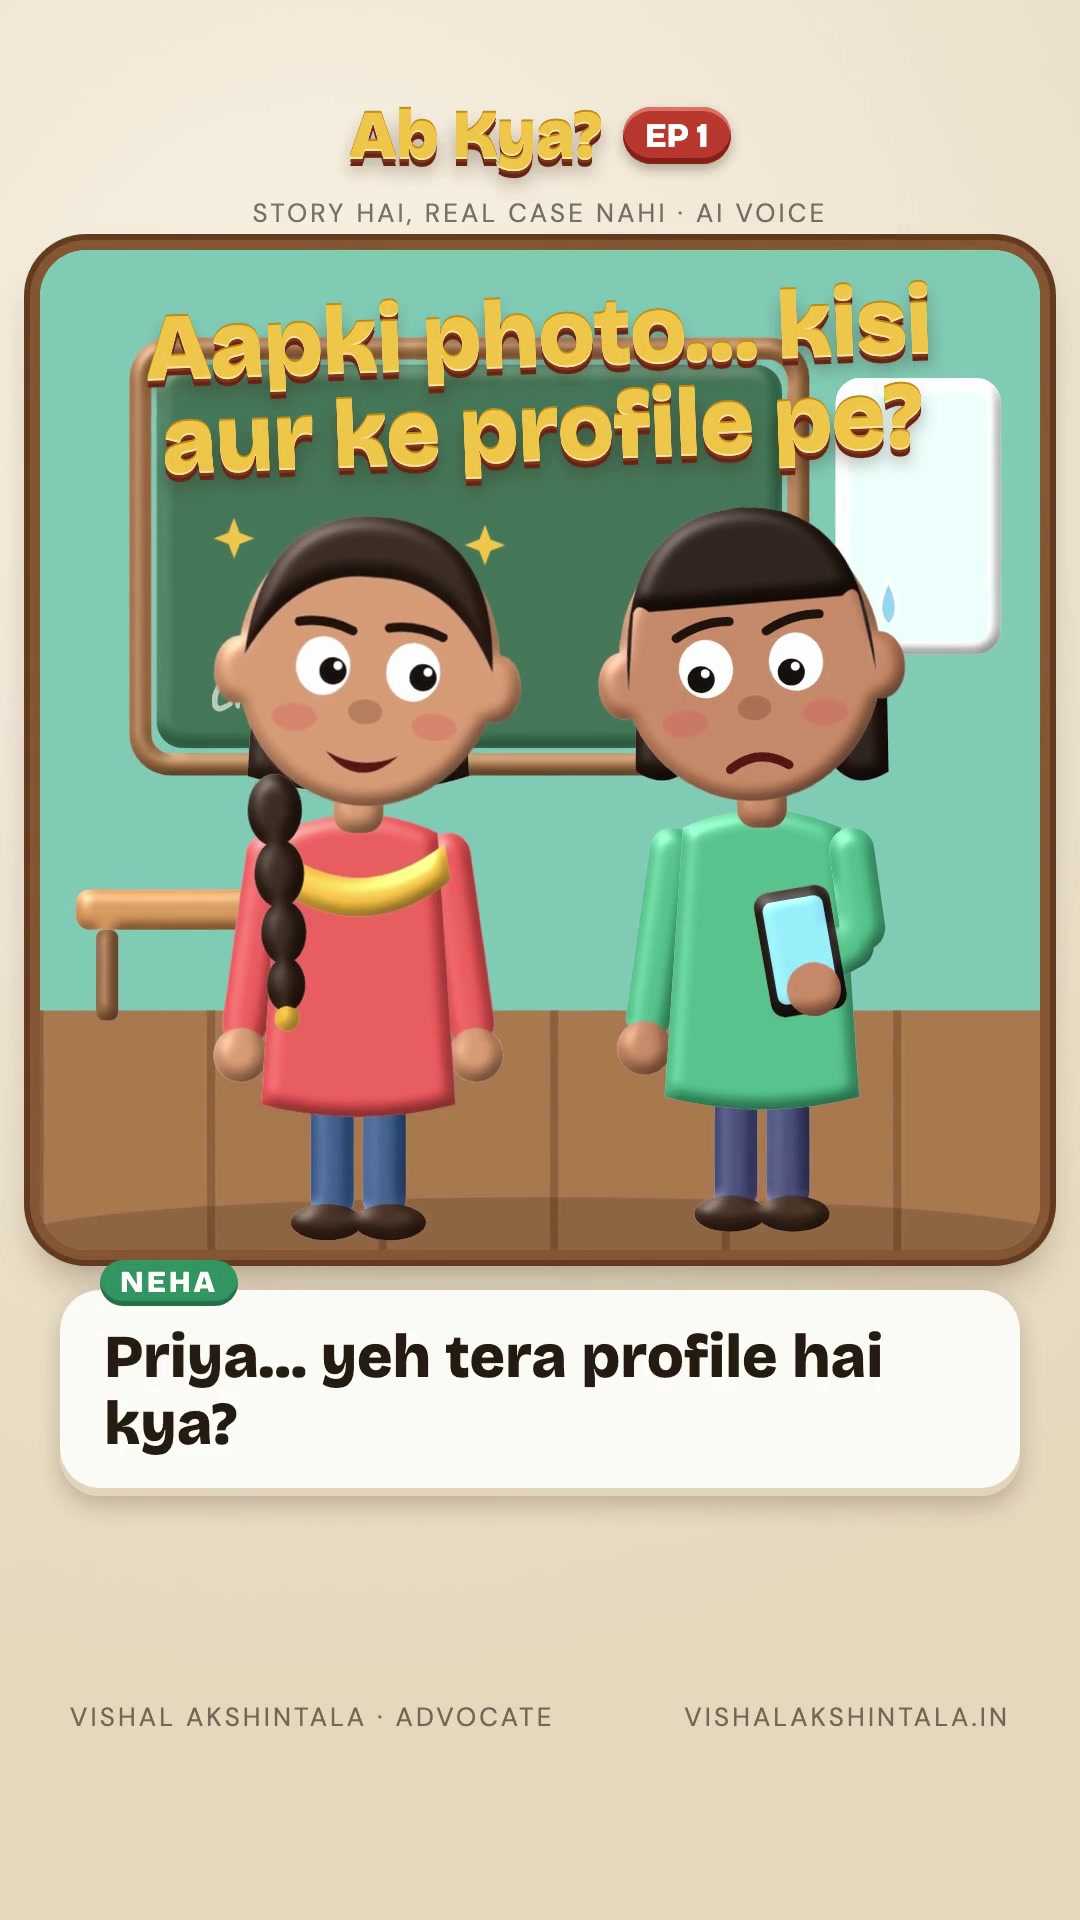 Ab Kya? EP 1
STORY HAI, REAL CASE NAHI · AI VOICE
Aapki photo... kisi
aur ke profile pe?
NEHA
Priya... yeh tera profile hai
kya?
VISHAL AKSHINTALA · ADVOCATE VISHALAKSHINTALA.IN